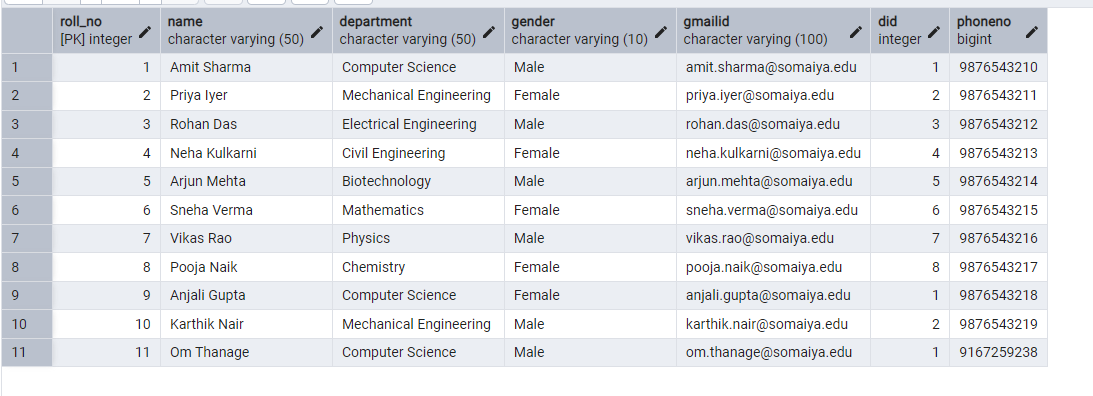 roll_no name department gender gmailid did phoneno
[PK] integer character varying (50) character varying (50) character varying (10) character varying (100) integer bigint
1 1 Amit Sharma Computer Science Male amit.sharma@somaiya.edu 1 9876543210
2 2 Priya Iyer Mechanical Engineering Female priya.iyer@somaiya.edu 2 9876543211
3 3 Rohan Das Electrical Engineering Male rohan.das@somaiya.edu 3 9876543212
4 4 Neha Kulkarni Civil Engineering Female neha.kulkarni@somaiya.edu 4 9876543213
5 5 Arjun Mehta Biotechnology Male arjun.mehta@somaiya.edu 5 9876543214
6 6 Sneha Verma Mathematics Female sneha.verma@somaiya.edu 6 9876543215
7 7 Vikas Rao Physics Male vikas.rao@somaiya.edu 7 9876543216
8 8 Pooja Naik Chemistry Female pooja.naik@somaiya.edu 8 9876543217
9 9 Anjali Gupta Computer Science Female anjali.gupta@somaiya.edu 1 9876543218
10 10 Karthik Nair Mechanical Engineering Male karthik.nair@somaiya.edu 2 9876543219
11 11 Om Thanage Computer Science Male om.thanage@somaiya.edu 1 9167259238